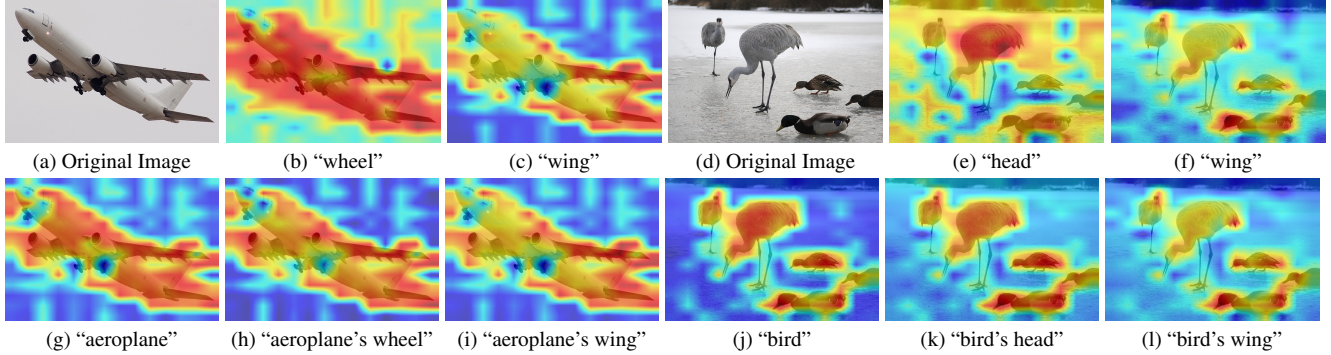 (a) Original Image (b) “wheel” (c) “wing” (d) Original Image (e) “head” (f) “wing”
(g) “aeroplane” (h) “aeroplane’s wheel” (i) “aeroplane’s wing” (j) “bird” (k) “bird’s head” (l) “bird’s wing”